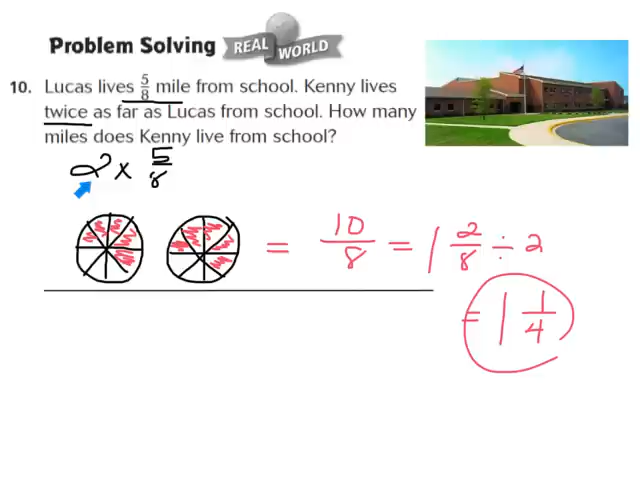 Problem Solving REAL WORLD
10. Lucas lives 5/8 mile from school. Kenny lives
twice as far as Lucas from school. How many
miles does Kenny live from school?
2 x 5/8
= 10/8 = 1 2/8 ÷ 2
= 1 1/4